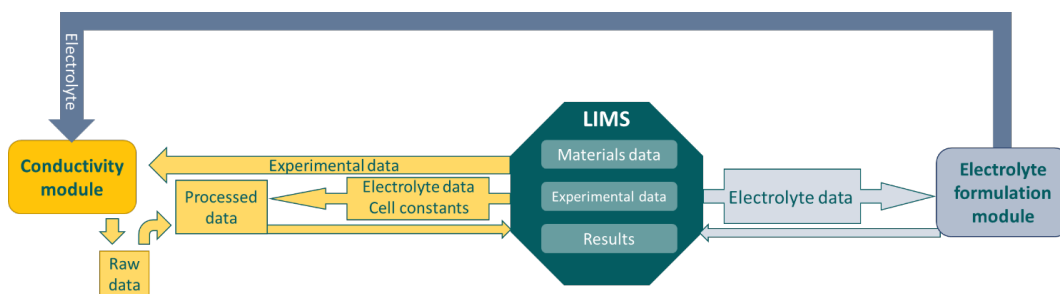 Electrolyte
LIMS
Materials data
Experimental data
Results
Conductivity
module
Experimental data
Processed
data
Electrolyte data
Cell constants
Raw
data
Electrolyte data
Electrolyte
formulation
module